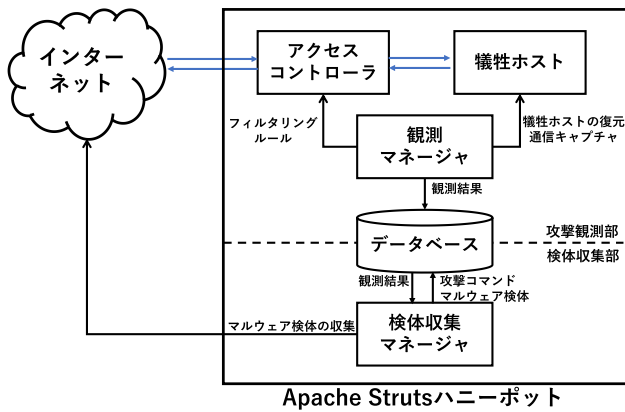 インター
ネット
アクセス
コントローラ
犠牲ホスト
フィルタリング
ルール
観測
マネージャ
犠牲ホストの復元
通信キャプチャ
観測結果
データベース
攻撃観測部
検体収集部
観測結果
攻撃コマンド
マルウェア検体
検体収集
マネージャ
マルウェア検体の収集
Apache Strutsハニーポット